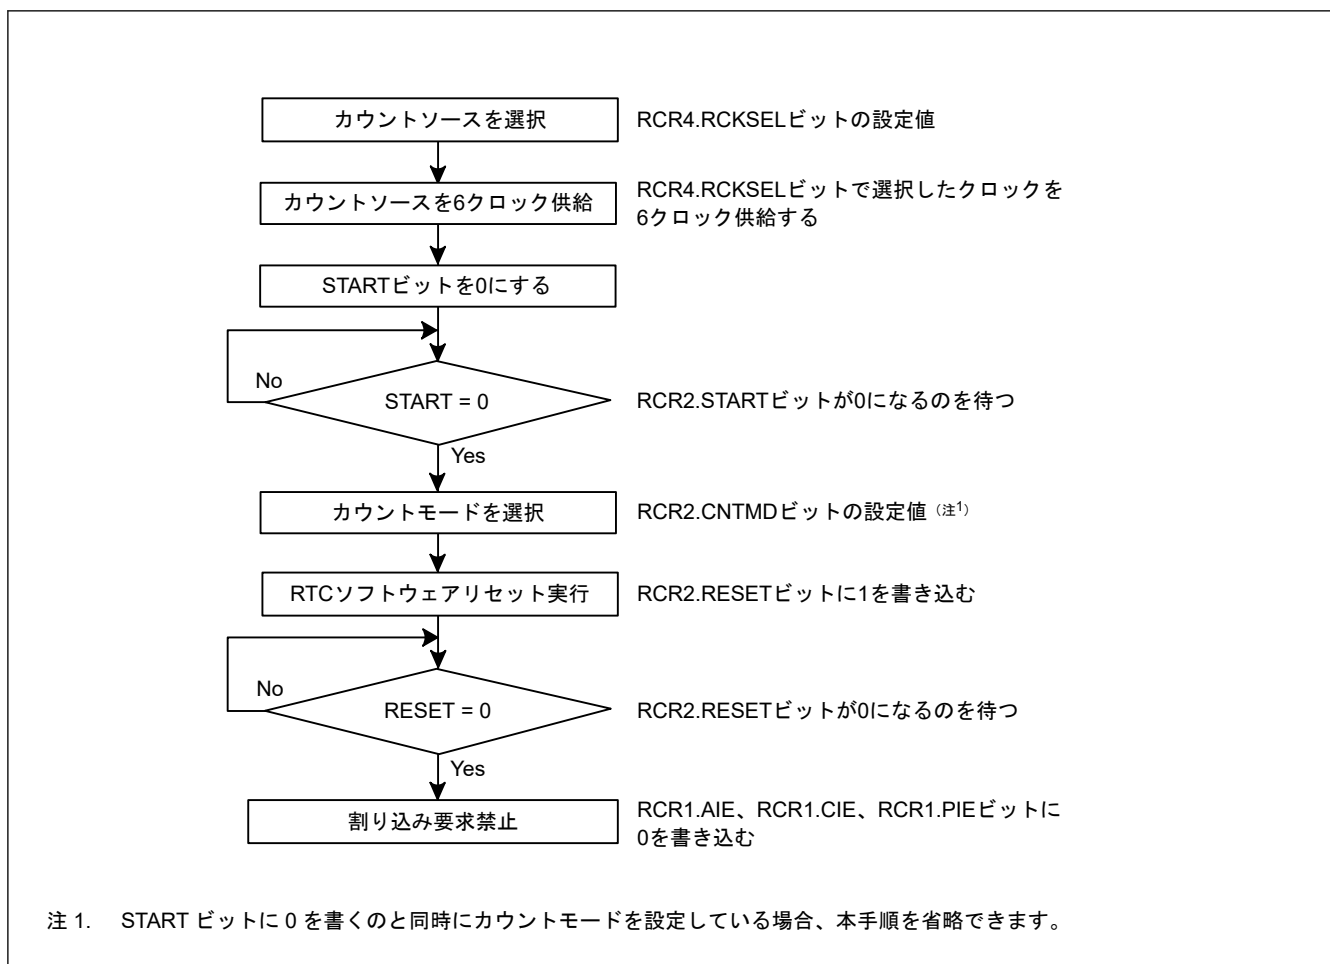 カウントソースを選択
RCR4.RCKSELビットの設定値
カウントソースを6クロック供給
RCR4.RCKSELビットで選択したクロックを
6クロック供給する
STARTビットを0にする
No
START = 0
RCR2.STARTビットが0になるのを待つ
Yes
カウントモードを選択
RCR2.CNTMDビットの設定値（注1）
RTCソフトウェアリセット実行
RCR2.RESETビットに1を書き込む
No
RESET = 0
RCR2.RESETビットが0になるのを待つ
Yes
割り込み要求禁止
RCR1.AIE、RCR1.CIE、RCR1.PIEビットに
0を書き込む
注 1. START ビットに 0 を書くのと同時にカウントモードを設定している場合、本手順を省略できます。